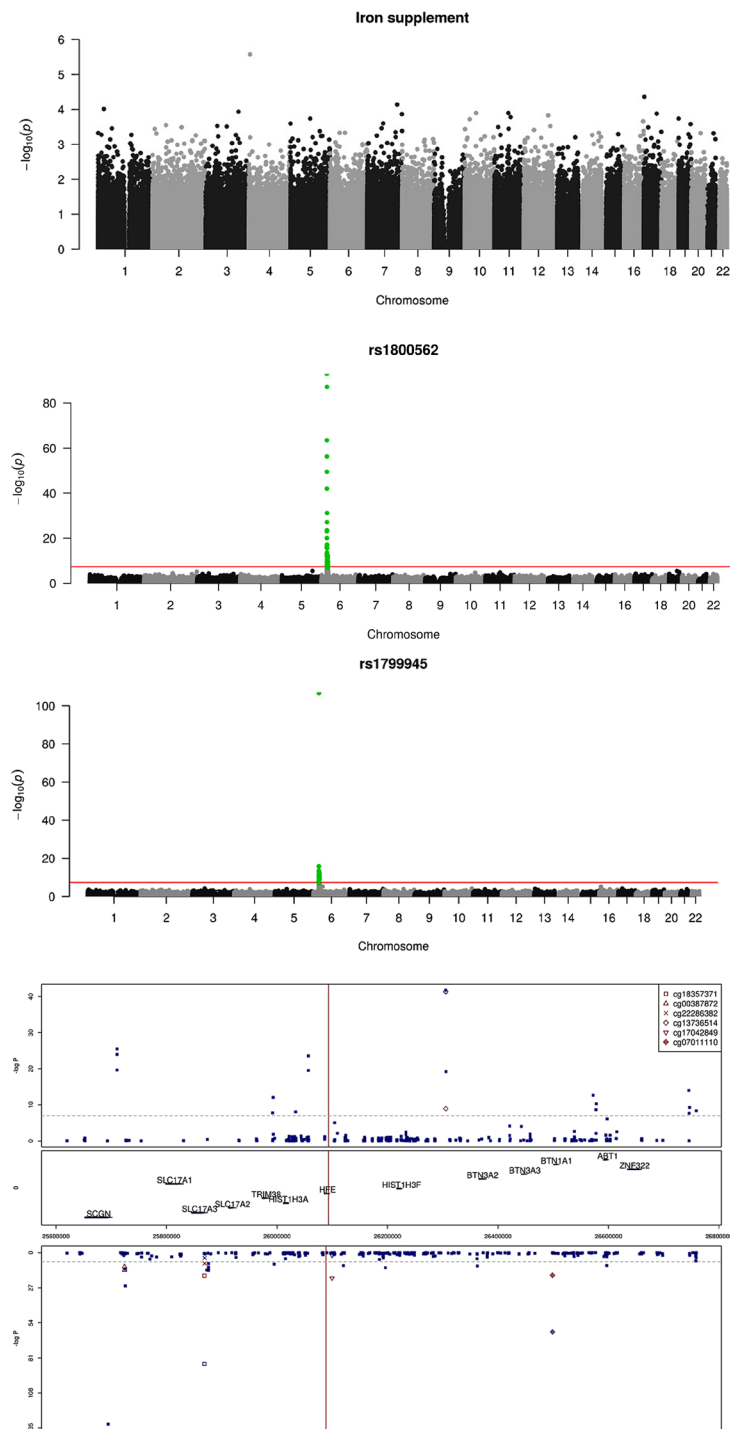 Iron supplement
6
5
4
3
2
1
0
−log10(p)
1 2 3 4 5 6 7 8 9 10 11 12 13 14 16 18 20 22
Chromosome
rs1800562
80
60
40
20
0
−log10(p)
1 2 3 4 5 6 7 8 9 10 11 12 13 14 16 18 20 22
Chromosome
rs1799945
100
80
60
40
20
0
−log10(p)
1 2 3 4 5 6 7 8 9 10 11 12 13 14 16 18 20 22
Chromosome
40
30
20
10
0
-log P
cg18357371
cg00387872
cg22286382
cg13736514
cg17042849
cg07011110
0
ABT1
BTN1A1
ZNF322
BTN3A3
BTN3A2
SLC17A1
HIST1H3F
HFE
TRIM38
HIST1H3A
SLC17A2
SLC17A3
SCGN
25600000 25800000 26000000 26200000 26400000 26600000
0
27
54
81
108
-log P